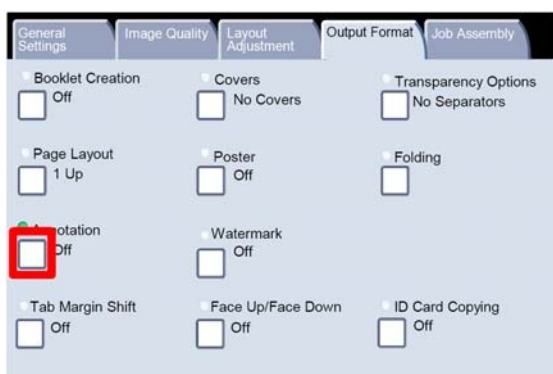 General Settings
Image Quality
Layout Adjustment
Output Format
Job Assembly
Booklet Creation
Off
Covers
No Covers
Transparency Options
No Separators
Page Layout
1 Up
Poster
Off
Folding
Annotation
Off
Watermark
Off
Tab Margin Shift
Off
Face Up/Face Down
Off
ID Card Copying
Off